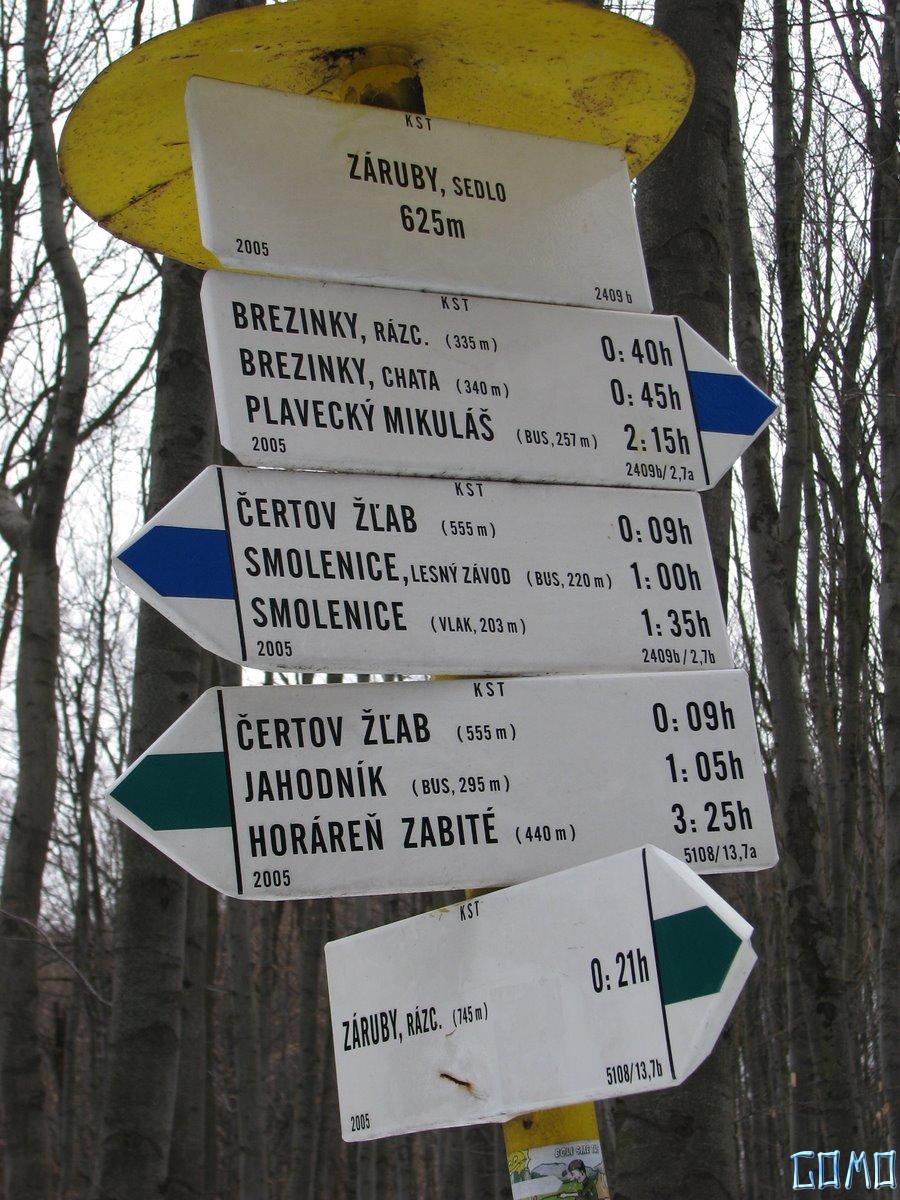 KST
ZÁRUBY, SEDLO
625m
2005 2409 b
KST
BREZINKY, RÁZC. (335 m) 0:40h
BREZINKY, CHATA (340 m) 0:45h
PLAVECKÝ MIKULÁŠ (BUS, 257 m) 2:15h
2005 2409b/2,7a
KST
ČERTOV ŽĽAB (555 m) 0:09h
SMOLENICE, LESNÝ ZÁVOD (BUS, 220 m) 1:00h
SMOLENICE (VLAK, 203 m) 1:35h
2005 2409b/2,7b
KST
ČERTOV ŽĽAB (555 m) 0:09h
JAHODNÍK (BUS, 295 m) 1:05h
HORÁREŇ ZABITÉ (440 m) 3:25h
2005 5108/13,7a
KST
ZÁRUBY, RÁZC. (745 m) 0:21h
2005 5108/13,7b
BOLI SME
GOMO